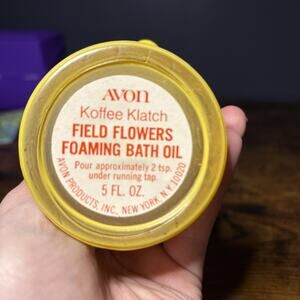 AVON
Koffee Klatch
FIELD FLOWERS
FOAMING BATH OIL
Pour approximately 2 tsp.
under running tap.
5 FL. OZ.
AVON PRODUCTS, INC., NEW YORK, N.Y. 10020